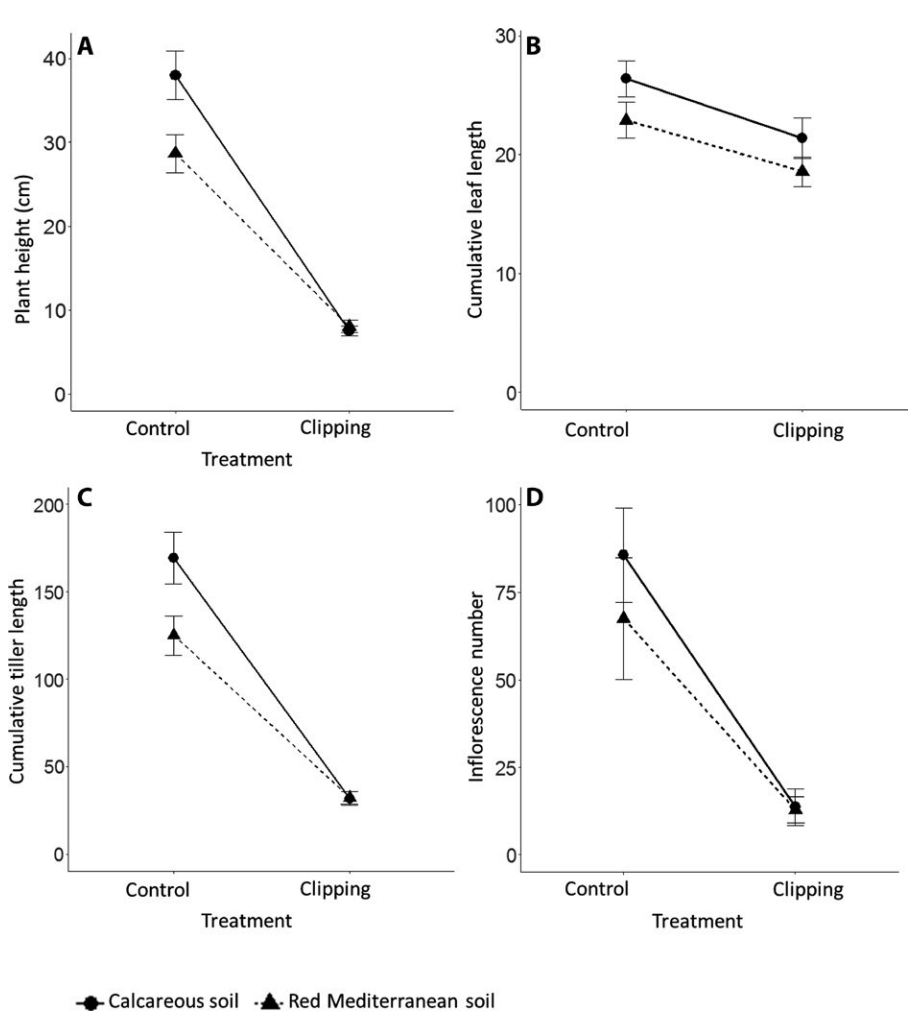 A
Plant height (cm)
40
30
20
10
0
Control
Clipping
Treatment
B
Cumulative leaf length
30
20
10
0
Control
Clipping
C
Cumulative tiller length
200
150
100
50
0
Control
Clipping
Treatment
D
Inflorescence number
100
75
50
25
0
Control
Clipping
Treatment
Calcareous soil
Red Mediterranean soil